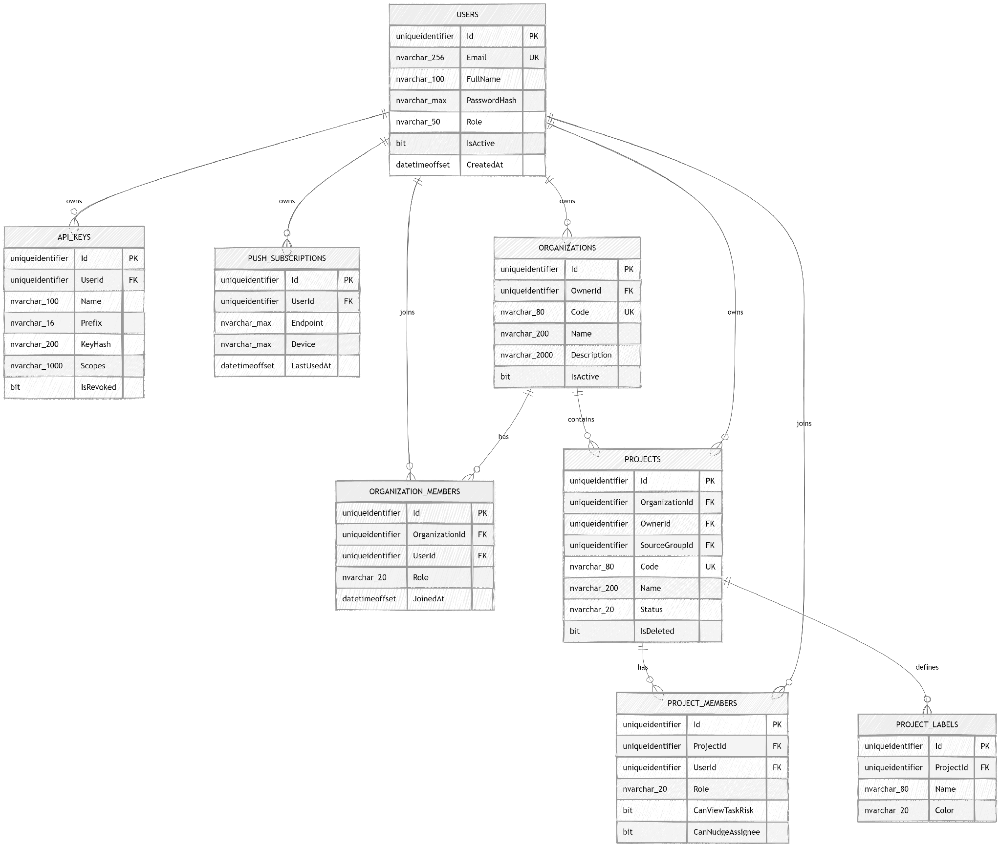 USERS
uniqueidentifier Id PK
nvarchar_256 Email UK
nvarchar_100 FullName
nvarchar_max PasswordHash
nvarchar_50 Role
bit IsActive
datetimeoffset CreatedAt
owns
owns
owns
API_KEYS
uniqueidentifier Id PK
uniqueidentifier UserId FK
nvarchar_100 Name
nvarchar_16 Prefix
nvarchar_200 KeyHash
nvarchar_1000 Scopes
bit IsRevoked
PUSH_SUBSCRIPTIONS
uniqueidentifier Id PK
uniqueidentifier UserId FK
nvarchar_max Endpoint
nvarchar_max Device
datetimeoffset LastUsedAt
joins
ORGANIZATIONS
uniqueidentifier Id PK
uniqueidentifier OwnerId FK
nvarchar_80 Code UK
nvarchar_200 Name
nvarchar_2000 Description
bit IsActive
owns
contains
has
joins
ORGANIZATION_MEMBERS
uniqueidentifier Id PK
uniqueidentifier OrganizationId FK
uniqueidentifier UserId FK
nvarchar_20 Role
datetimeoffset JoinedAt
PROJECTS
uniqueidentifier Id PK
uniqueidentifier OrganizationId FK
uniqueidentifier OwnerId FK
uniqueidentifier SourceGroupId FK
nvarchar_80 Code UK
nvarchar_200 Name
nvarchar_20 Status
bit IsDeleted
has
defines
PROJECT_MEMBERS
uniqueidentifier Id PK
uniqueidentifier ProjectId FK
uniqueidentifier UserId FK
nvarchar_20 Role
bit CanViewTaskRisk
bit CanNudgeAssignee
PROJECT_LABELS
uniqueidentifier Id PK
uniqueidentifier ProjectId FK
nvarchar_80 Name
nvarchar_20 Color